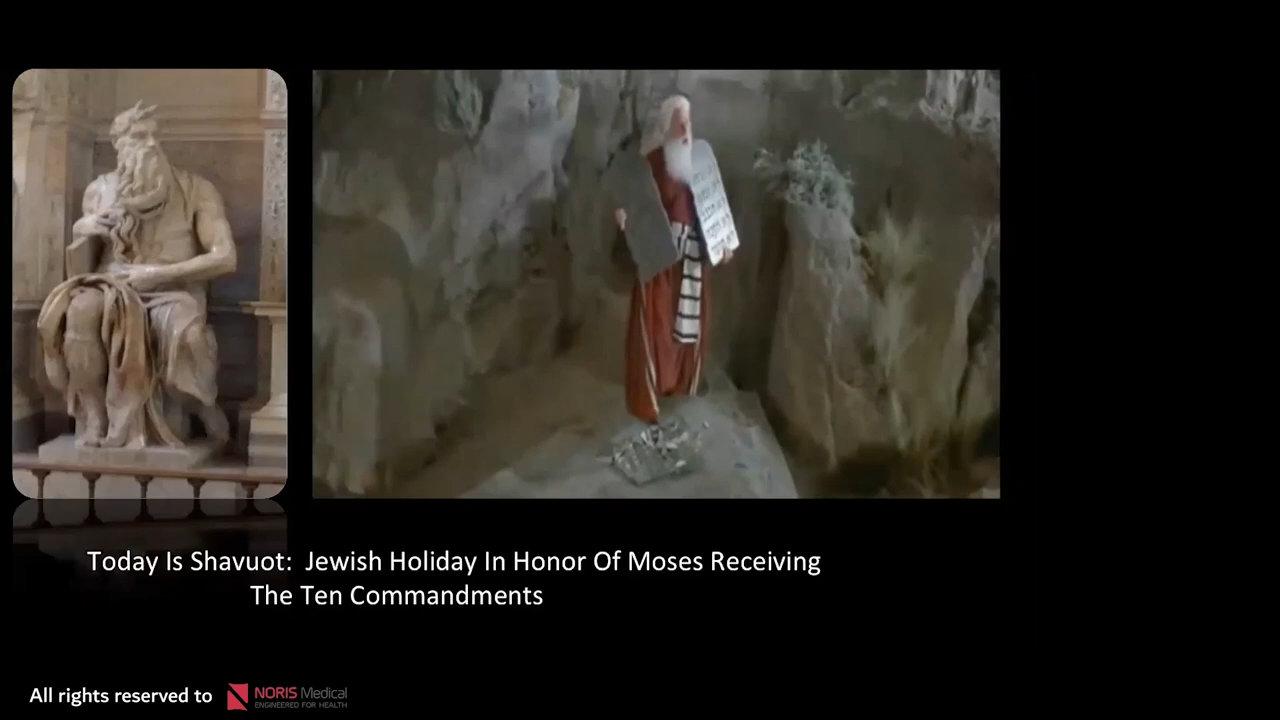 Today Is Shavuot: Jewish Holiday In Honor Of Moses Receiving
The Ten Commandments
All rights reserved to
NORIS Medical
ENGINEERED FOR HEALTH